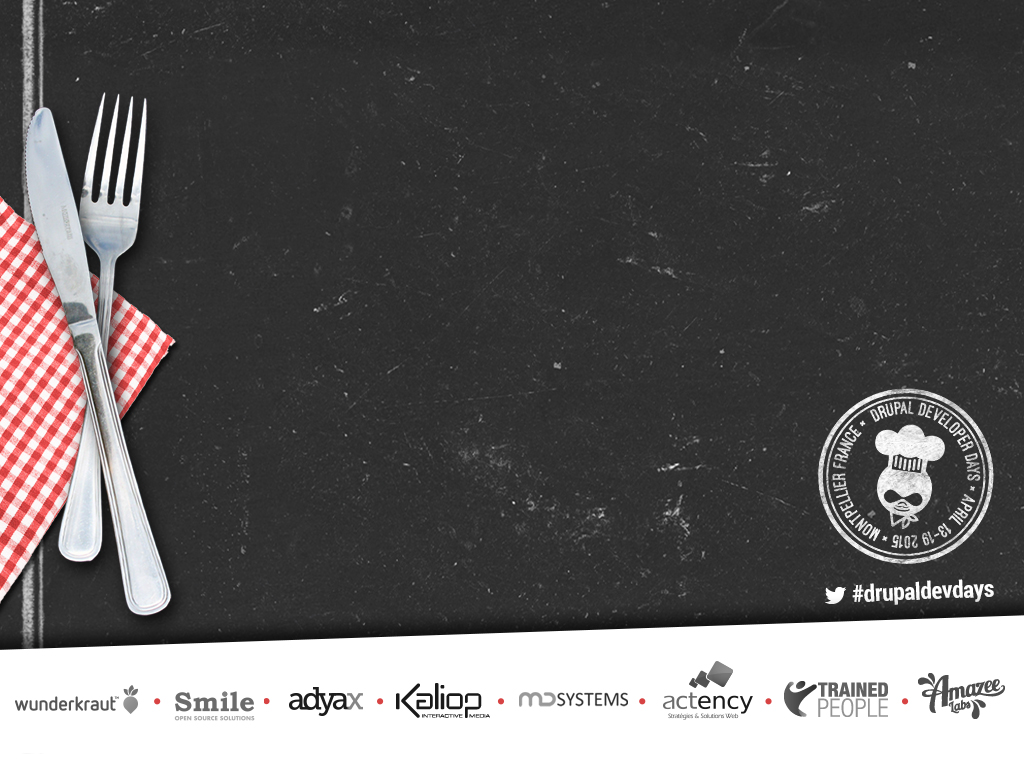 DRUPAL DEVELOPER DAYS * APRIL 13-19 2015 * MONTPELLIER FRANCE *
#drupaldevdays
wunderkraut™ • Smile • adyax • Kaliop • MD SYSTEMS • actency • TRAINED PEOPLE • Amazee Labs
OPEN SOURCE SOLUTIONS
INTERACTIVE MEDIA
Stratégies & Solutions Web